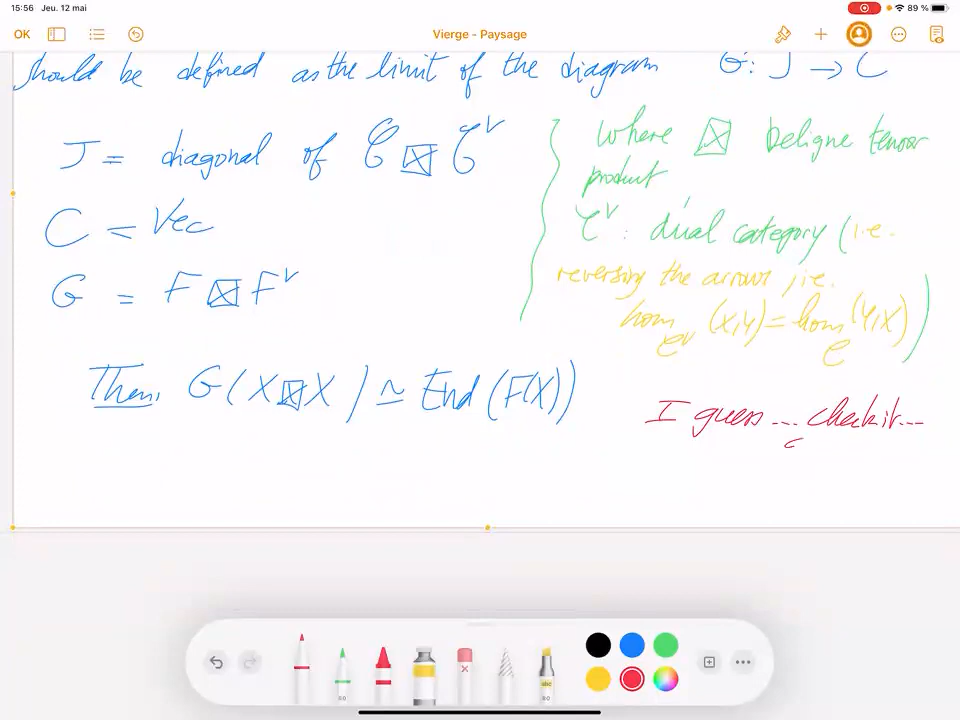 15:56 Jeu. 12 mai
89 %
OK
Vierge - Paysage
should be defined as the limit of the diagram G: J → C
J = diagonal of 𝒞 ⊠ 𝒞^∨
C = Vec
G = F ⊠ F^∨
where ⊠ Deligne tensor
product
𝒞^∨ : dual category (i.e.
reversing the arrows, i.e.
hom_{𝒞^∨} (X,Y) = hom_𝒞 (Y,X) )
Then, G(X⊠X) ≃ End(F(X))
I guess... check it...